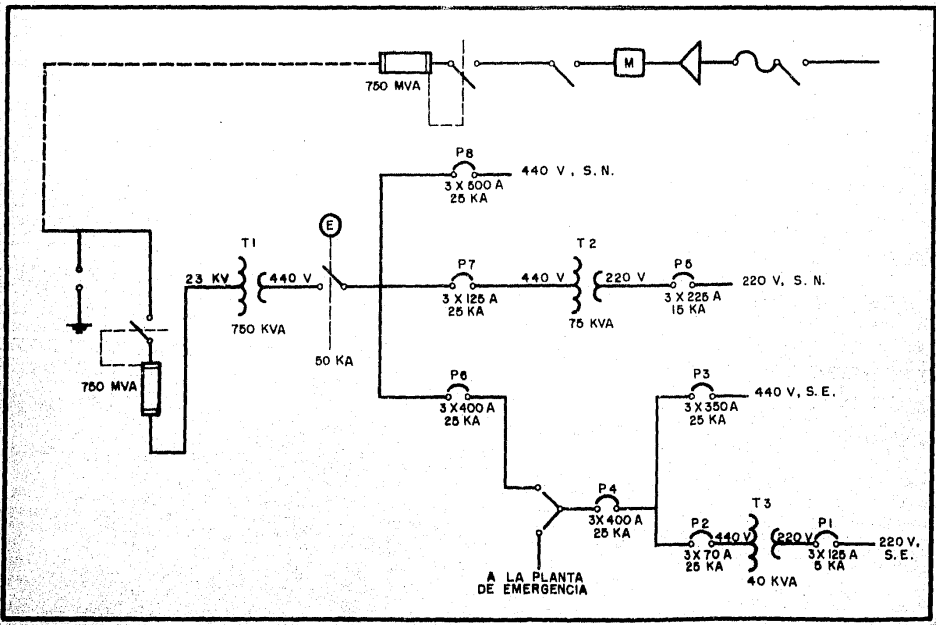 M
750 MVA
P8
440 V, S.N.
3 X 500 A
25 KA
E
T1
23 KV
440 V
750 KVA
50 KA
P7
3 X 125 A
25 KA
440 V
T2
220 V
75 KVA
P5
3 X 225 A
15 KA
220 V, S.N.
750 MVA
P6
3 X 400 A
25 KA
P3
3 X 350 A
25 KA
440 V, S.E.
P4
3 X 400 A
25 KA
P2
3 X 70 A
25 KA
440 V
T3
220 V
40 KVA
P1
3 X 125 A
5 KA
220 V,
S.E.
A LA PLANTA
DE EMERGENCIA